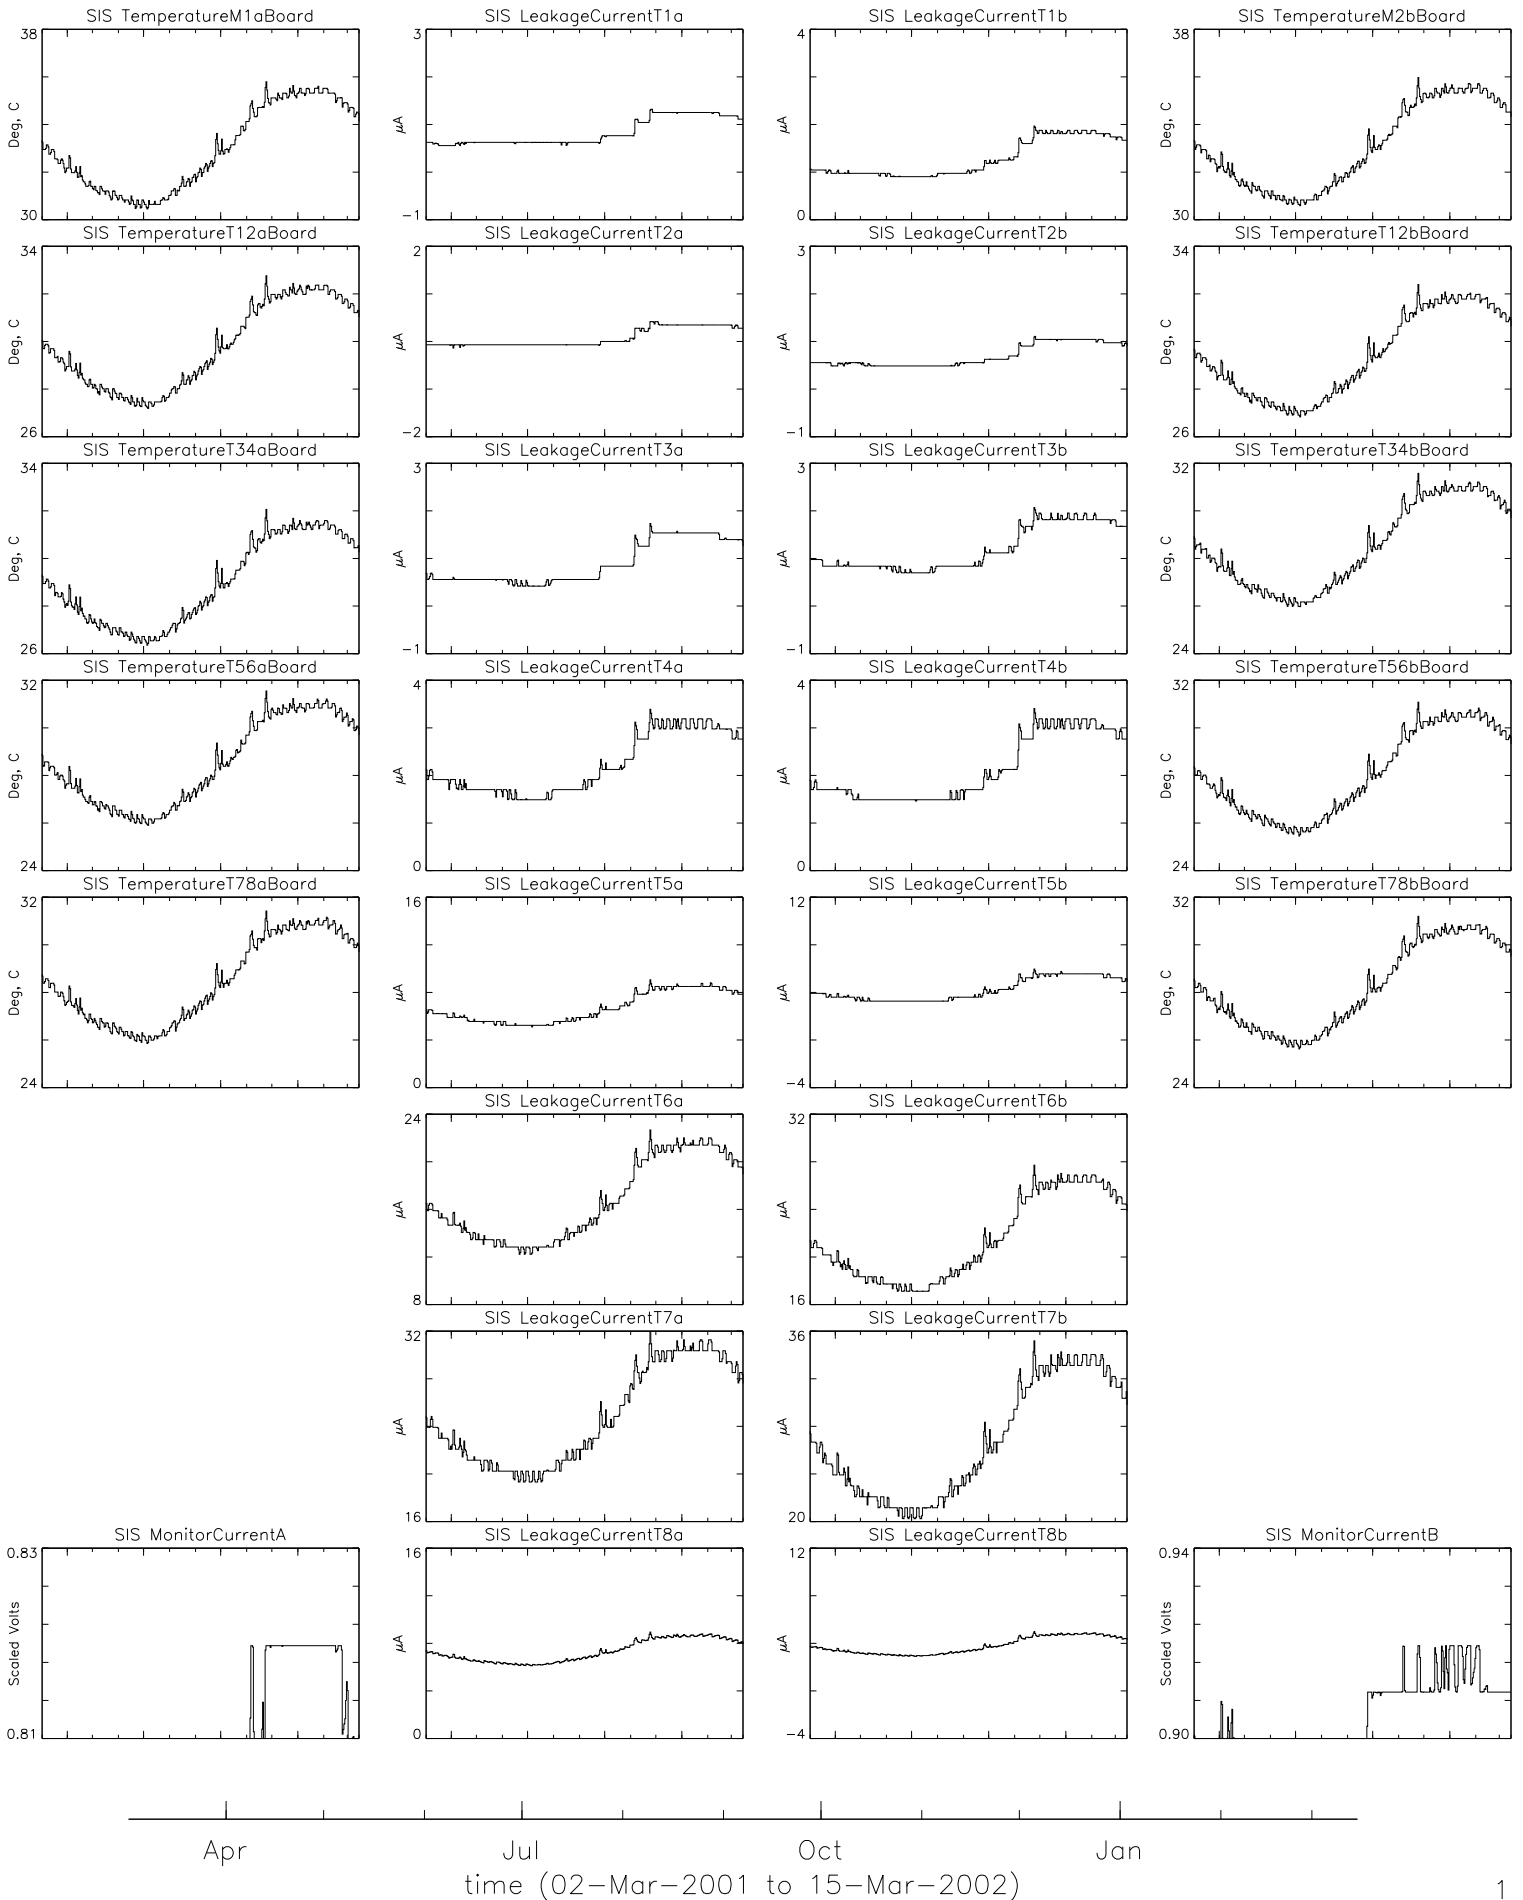 SIS TemperatureM1aBoard
SIS LeakageCurrentT1a
SIS LeakageCurrentT1b
SIS TemperatureM2bBoard
38
30
Deg, C
3
−1
μA
4
0
μA
38
30
Deg, C
SIS TemperatureT12aBoard
SIS LeakageCurrentT2a
SIS LeakageCurrentT2b
SIS TemperatureT12bBoard
34
26
Deg, C
2
−2
μA
3
−1
μA
34
26
Deg, C
SIS TemperatureT34aBoard
SIS LeakageCurrentT3a
SIS LeakageCurrentT3b
SIS TemperatureT34bBoard
34
26
Deg, C
3
−1
μA
3
−1
μA
32
24
Deg, C
SIS TemperatureT56aBoard
SIS LeakageCurrentT4a
SIS LeakageCurrentT4b
SIS TemperatureT56bBoard
32
24
Deg, C
4
0
μA
4
0
μA
32
24
Deg, C
SIS TemperatureT78aBoard
SIS LeakageCurrentT5a
SIS LeakageCurrentT5b
SIS TemperatureT78bBoard
32
24
Deg, C
16
0
μA
12
−4
μA
32
24
Deg, C
SIS LeakageCurrentT6a
SIS LeakageCurrentT6b
24
8
μA
32
16
μA
SIS LeakageCurrentT7a
SIS LeakageCurrentT7b
32
16
μA
36
20
μA
SIS MonitorCurrentA
SIS LeakageCurrentT8a
SIS LeakageCurrentT8b
SIS MonitorCurrentB
0.83
0.81
Scaled Volts
16
0
μA
12
−4
μA
0.94
0.90
Scaled Volts
Apr
Jul
Oct
Jan
time (02−Mar−2001 to 15−Mar−2002)
1